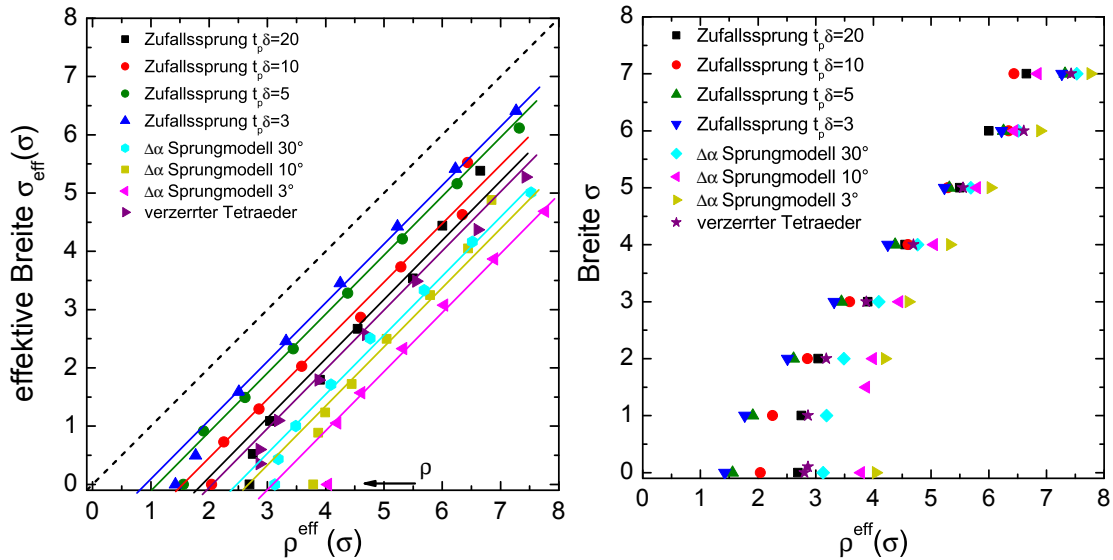 effektive Breite σ_eff(σ)
8
7
6
5
4
3
2
1
0
Zufallssprung t_pδ=20
Zufallssprung t_pδ=10
Zufallssprung t_pδ=5
Zufallssprung t_pδ=3
Δα Sprungmodell 30°
Δα Sprungmodell 10°
Δα Sprungmodell 3°
verzerrter Tetraeder
ρ
0 1 2 3 4 5 6 7 8
ρ^eff (σ)
Breite σ
8
7
6
5
4
3
2
1
0
Zufallssprung t_pδ=20
Zufallssprung t_pδ=10
Zufallssprung t_pδ=5
Zufallssprung t_pδ=3
Δα Sprungmodell 30°
Δα Sprungmodell 10°
Δα Sprungmodell 3°
verzerrter Tetraeder
0 1 2 3 4 5 6 7 8
ρ^eff (σ)